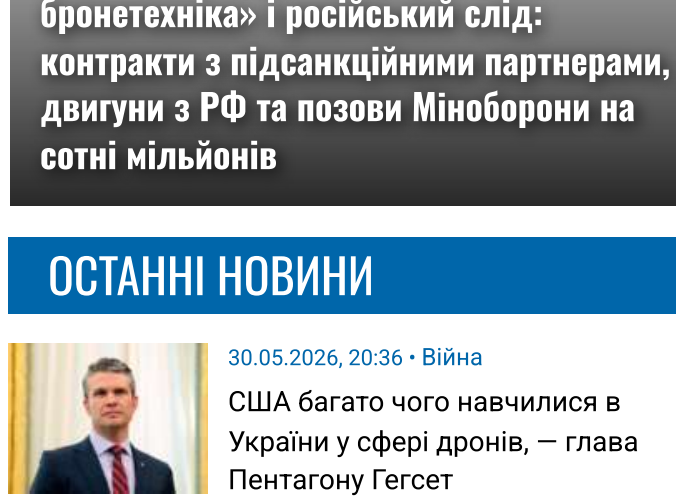 бронетехніка» і російський слід:
контракти з підсанкційними партнерами,
двигуни з РФ та позови Міноборони на
сотні мільйонів
ОСТАННІ НОВИНИ
30.05.2026, 20:36 • Війна
США багато чого навчилися в
України у сфері дронів, — глава
Пентагону Гегсет